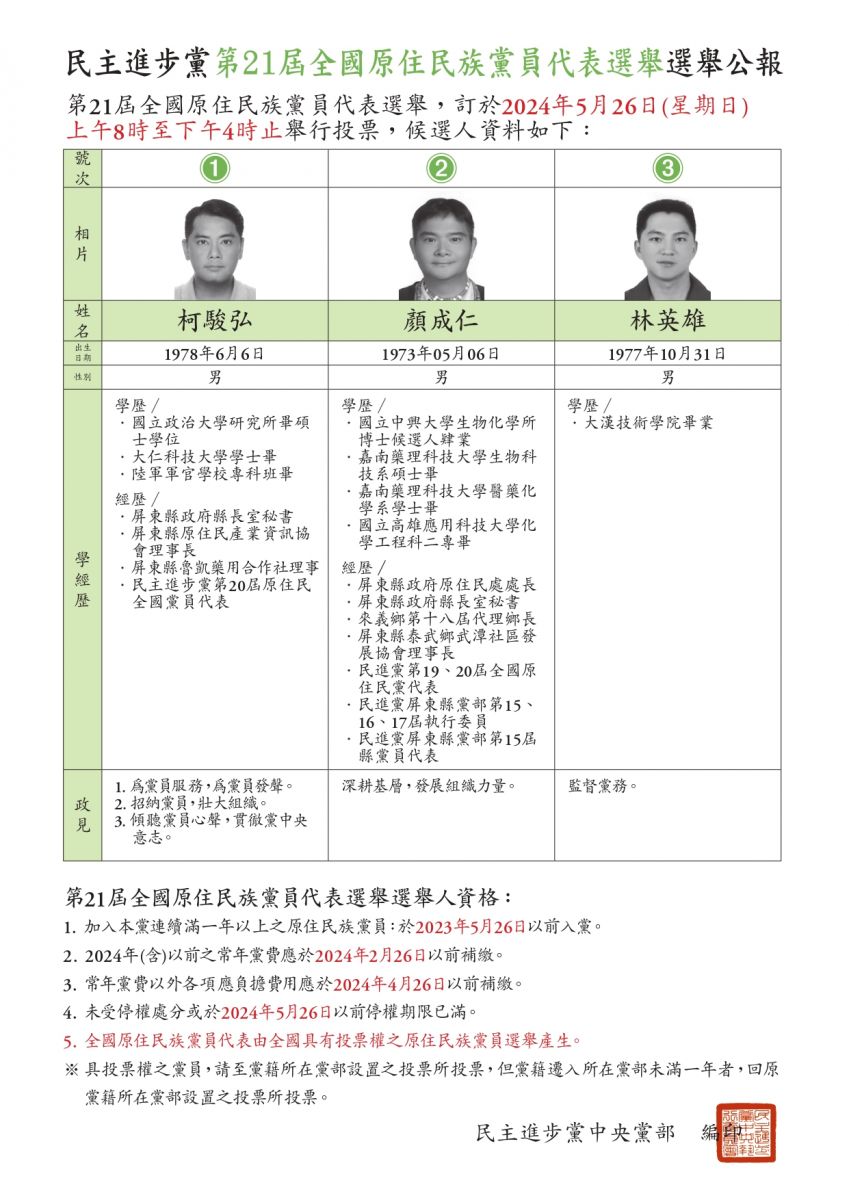 民主進步黨第21屆全國原住民族黨員代表選舉選舉公報
第21屆全國原住民族黨員代表選舉，訂於2024年5月26日(星期日)
上午8時至下午4時止舉行投票，候選人資料如下：
號次
1
2
3
相片
姓名
柯駿弘
顏成仁
林英雄
出生日期
1978年6月6日
1973年05月06日
1977年10月31日
性別
男
男
男
學經歷
學歷/
．國立政治大學研究所畢碩
士學位
．大仁科技大學學士畢
．陸軍軍官學校專科班畢
經歷/
．屏東縣政府縣長室秘書
．屏東縣原住民產業資訊協
會理事長
．屏東縣魯凱藥用合作社理事
．民主進步黨第20屆原住民
全國黨員代表
學歷/
．國立中興大學生物化學所
博士候選人肄業
．嘉南藥理科技大學生物科
技系碩士畢
．嘉南藥理科技大學醫藥化
學系學士畢
．國立高雄應用科技大學化
學工程科二專畢
經歷/
．屏東縣政府原住民處處長
．屏東縣政府縣長室秘書
．來義鄉第十八屆代理鄉長
．屏東縣泰武鄉武潭社區發
展協會理事長
．民進黨第19、20屆全國原
住民黨代表
．民進黨屏東縣黨部第15、
16、17屆執行委員
．民進黨屏東縣黨部第15屆
縣黨員代表
學歷/
．大漢技術學院畢業
政見
1. 為黨員服務，為黨員發聲。
2. 招納黨員，壯大組織。
3. 傾聽黨員心聲，貫徹黨中央
意志。
深耕基層，發展組織力量。
監督黨務。
第21屆全國原住民族黨員代表選舉選舉人資格：
1. 加入本黨連續滿一年以上之原住民族黨員：於2023年5月26日以前入黨。
2. 2024年(含)以前之常年黨費應於2024年2月26日以前補繳。
3. 常年黨費以外各項應負擔費用應於2024年4月26日以前補繳。
4. 未受停權處分或於2024年5月26日以前停權期限已滿。
5. 全國原住民族黨員代表由全國具有投票權之原住民族黨員選舉產生。
※ 具投票權之黨員，請至黨籍所在黨部設置之投票所投票，但黨籍遷入所在黨部未滿一年者，回原
黨籍所在黨部設置之投票所投票。
民主進步黨中央黨部 編印